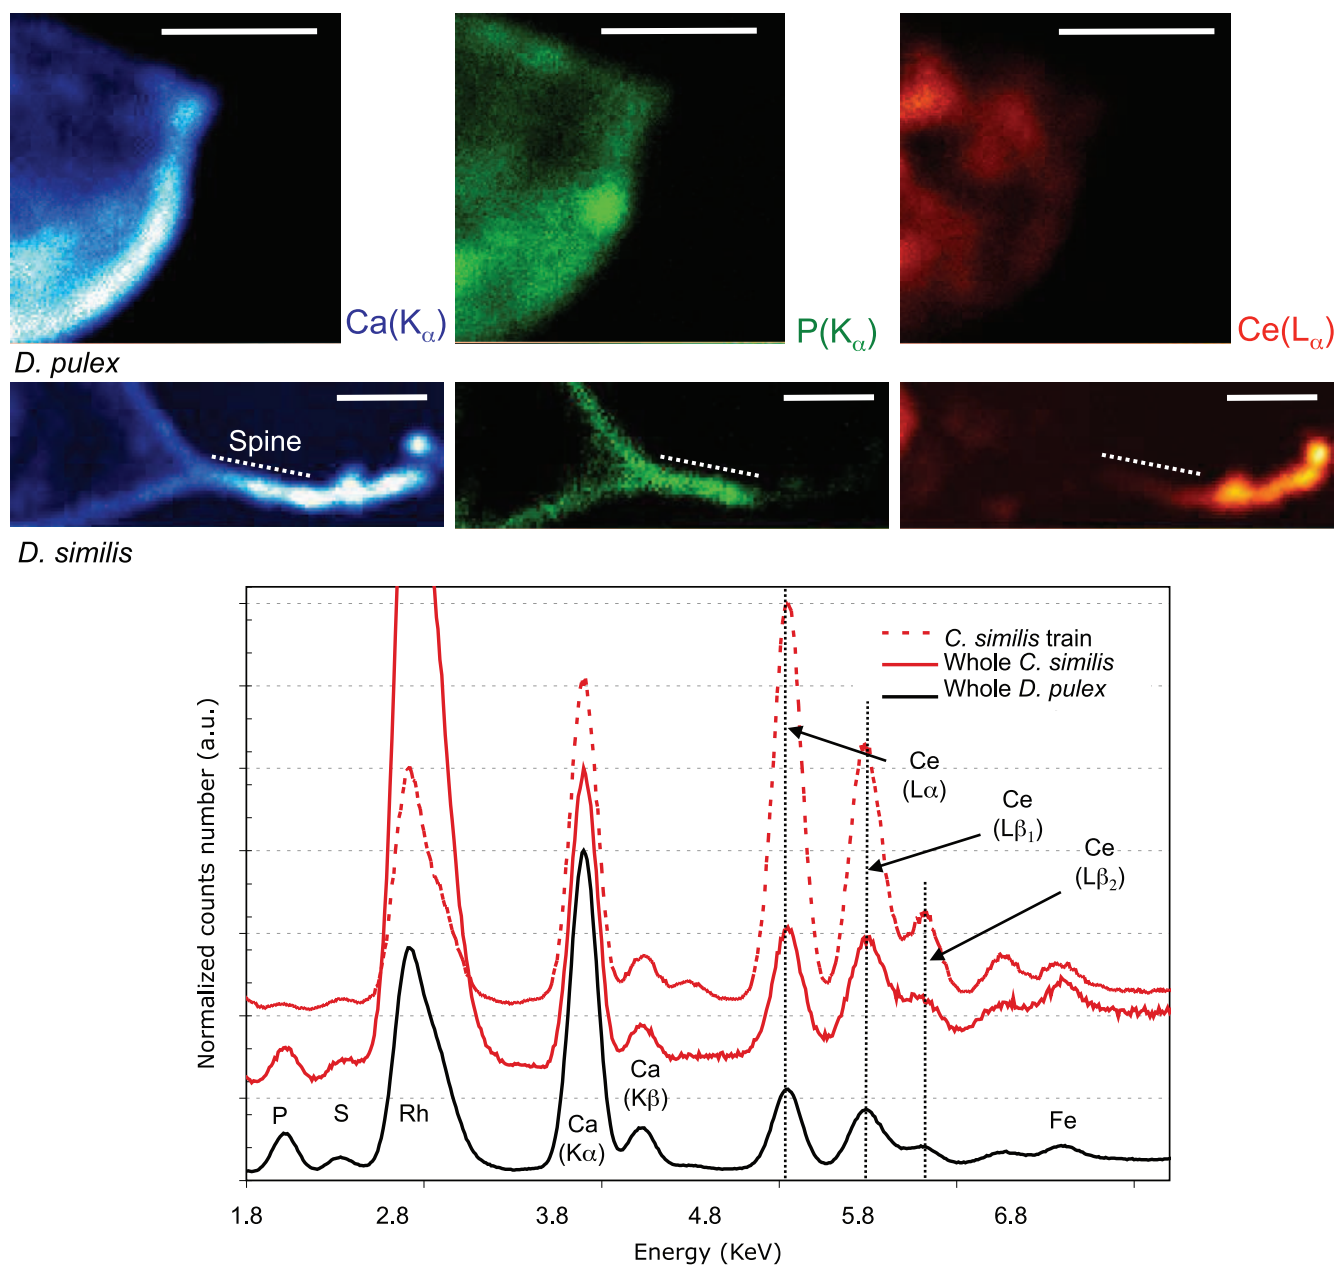 Ca(Kα)
P(Kα)
Ce(Lα)
D. pulex
Spine
D. similis
Normalized counts number (a.u.)
C. similis train
Whole C. similis
Whole D. pulex
Ce
(Lα)
Ce
(Lβ1)
Ce
(Lβ2)
P
S
Rh
Ca
(Kα)
Ca
(Kβ)
Fe
1.8 2.8 3.8 4.8 5.8 6.8
Energy (KeV)